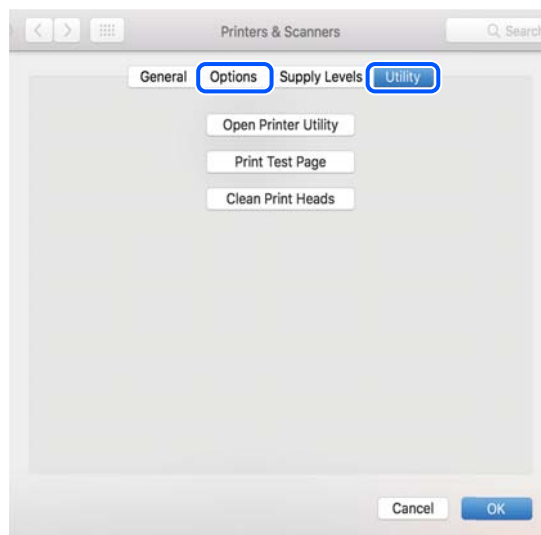 Printers & Scanners
Search
General Options Supply Levels Utility
Open Printer Utility
Print Test Page
Clean Print Heads
Cancel OK